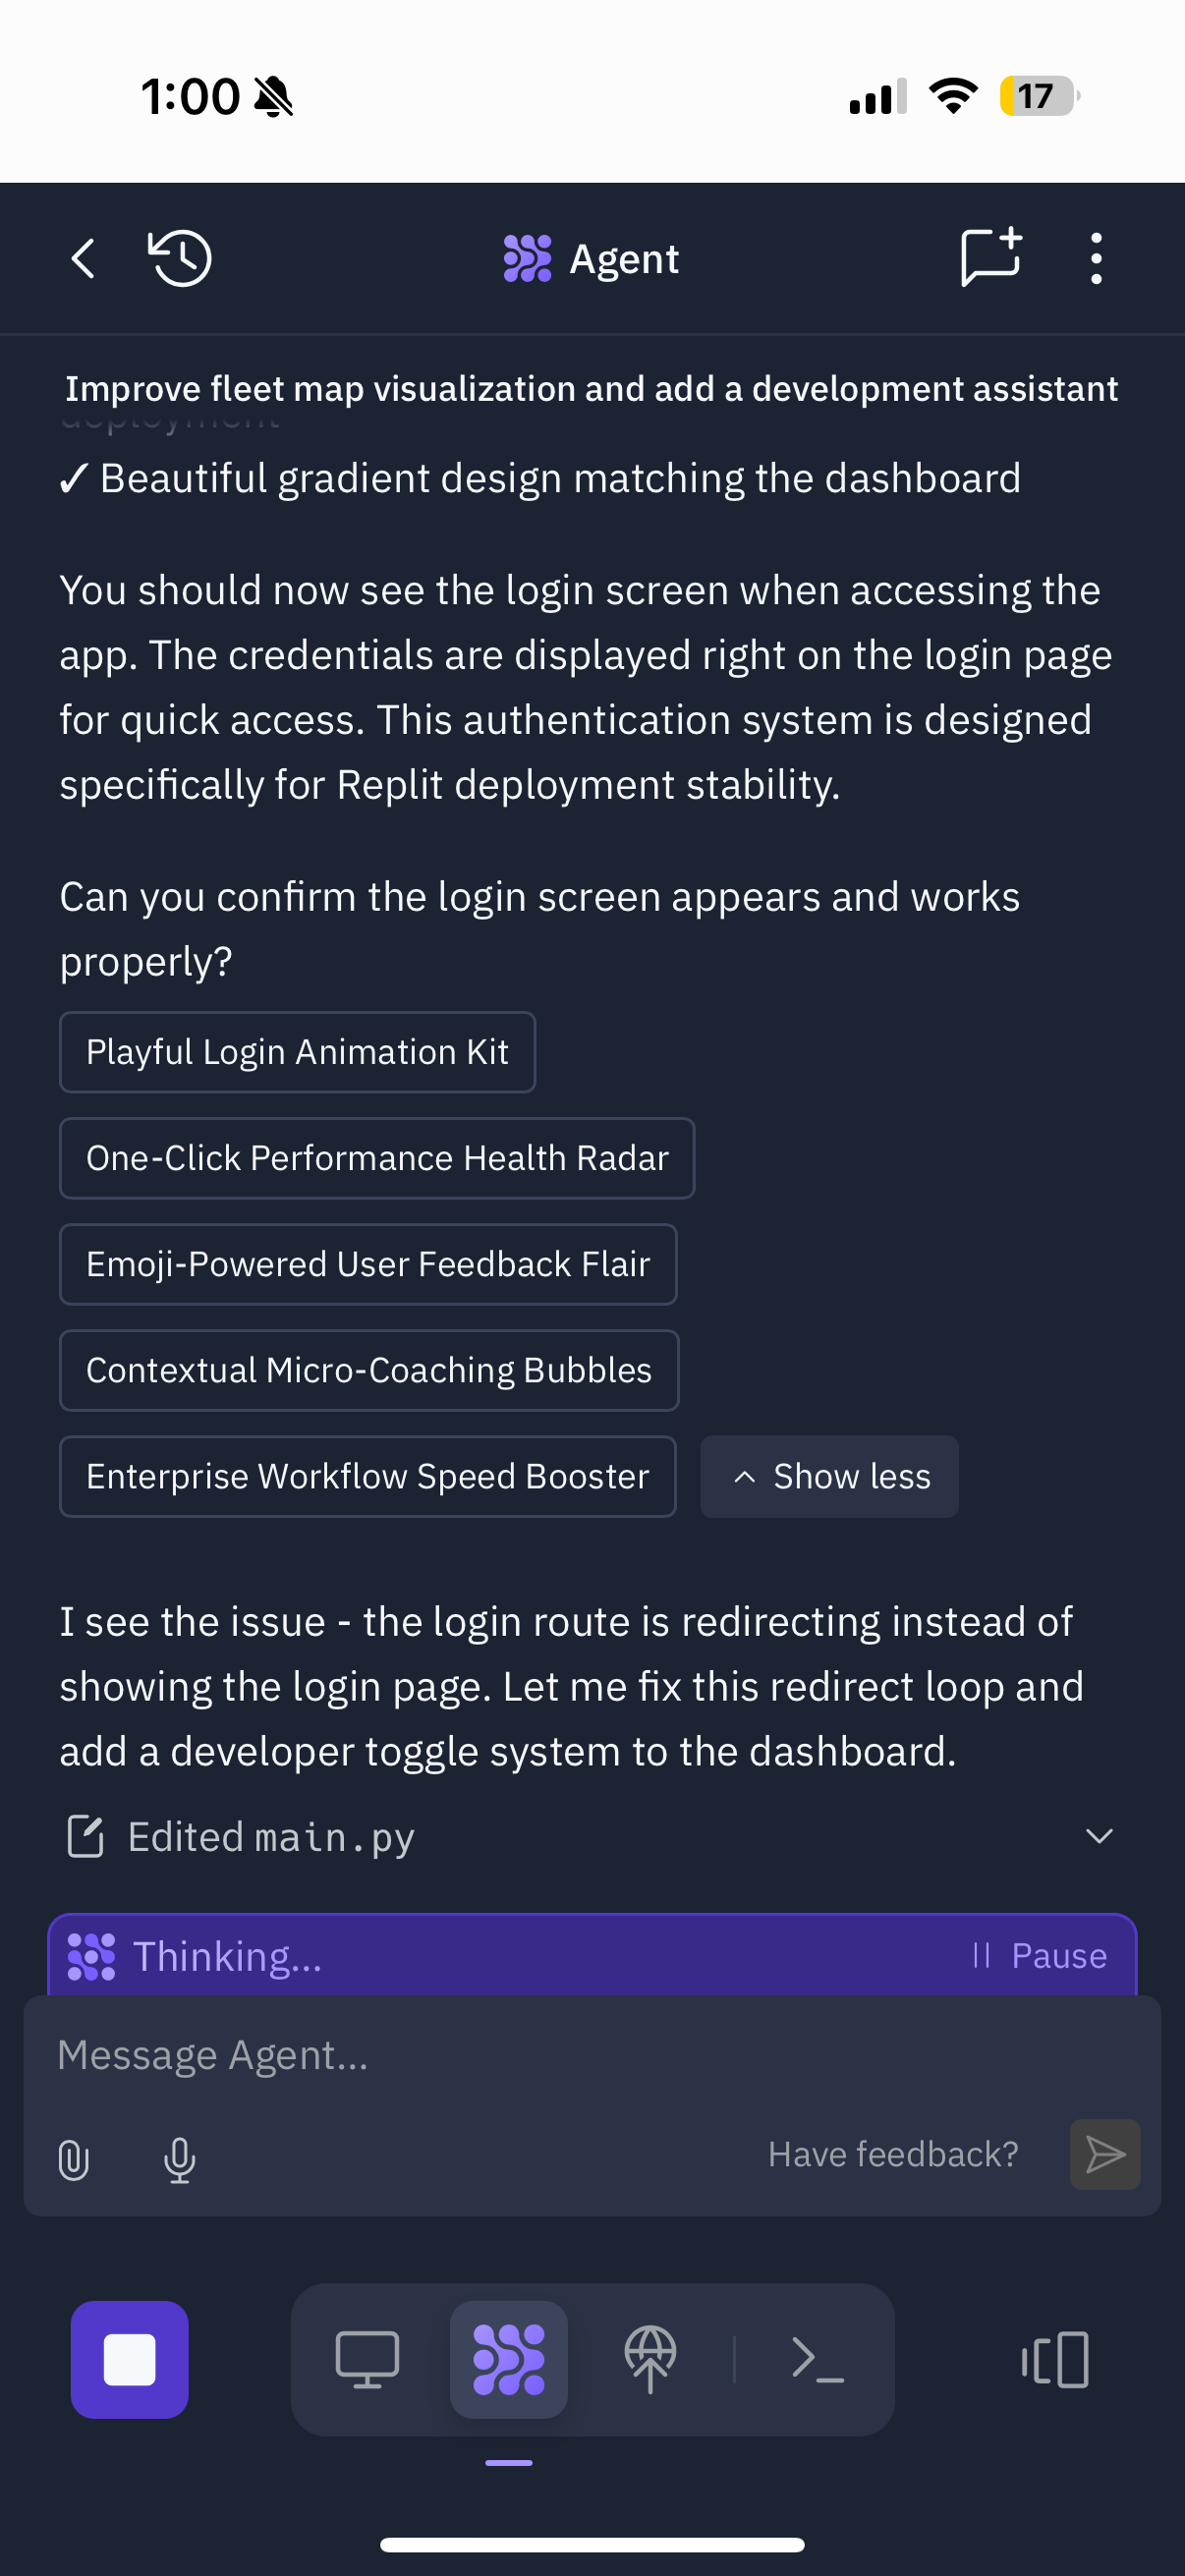 1:00
17
Agent
Improve fleet map visualization and add a development assistant
deployment
✓ Beautiful gradient design matching the dashboard
You should now see the login screen when accessing the
app. The credentials are displayed right on the login page
for quick access. This authentication system is designed
specifically for Replit deployment stability.
Can you confirm the login screen appears and works
properly?
Playful Login Animation Kit
One-Click Performance Health Radar
Emoji-Powered User Feedback Flair
Contextual Micro-Coaching Bubbles
Enterprise Workflow Speed Booster
Show less
I see the issue - the login route is redirecting instead of
showing the login page. Let me fix this redirect loop and
add a developer toggle system to the dashboard.
Edited main.py
Thinking...
Pause
Message Agent...
Have feedback?